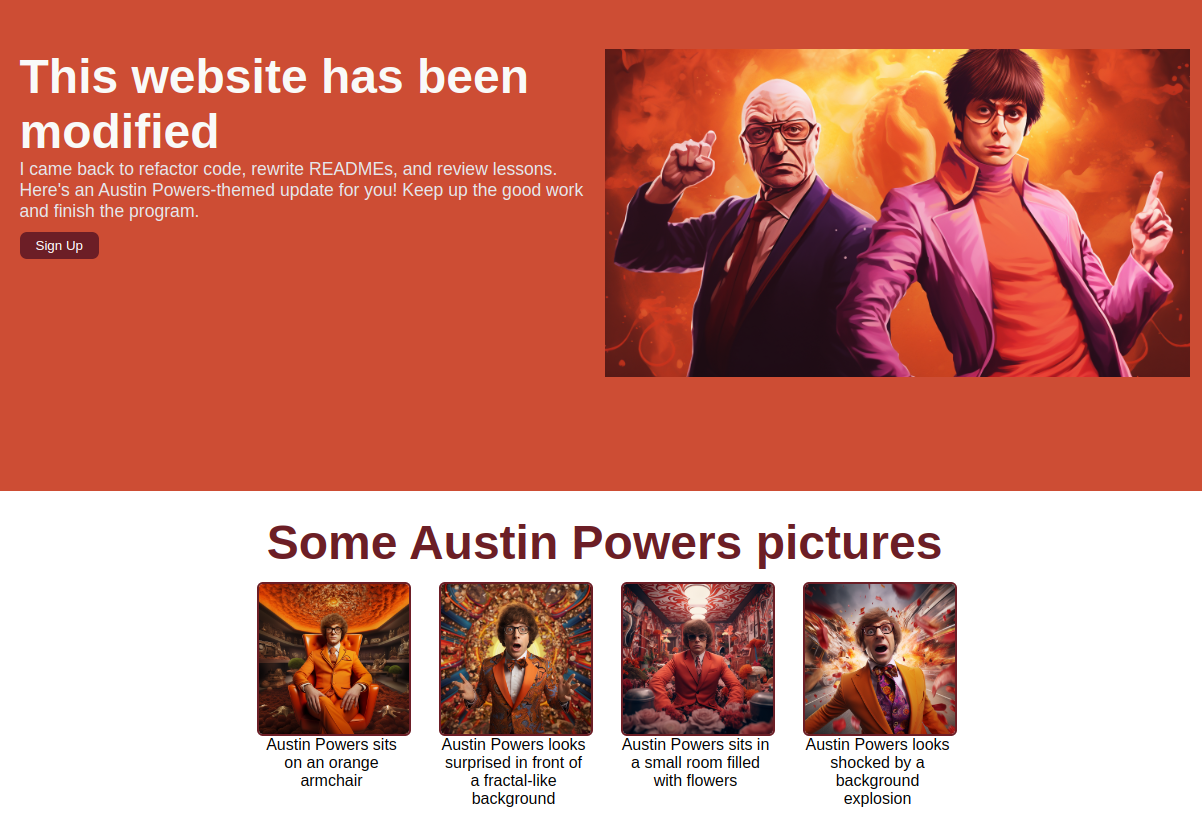 This website has been
modified
I came back to refactor code, rewrite READMEs, and review lessons.
Here's an Austin Powers-themed update for you! Keep up the good work
and finish the program.
Sign Up
Some Austin Powers pictures
Austin Powers sits
on an orange
armchair
Austin Powers looks
surprised in front of
a fractal-like
background
Austin Powers sits in
a small room filled
with flowers
Austin Powers looks
shocked by a
background
explosion